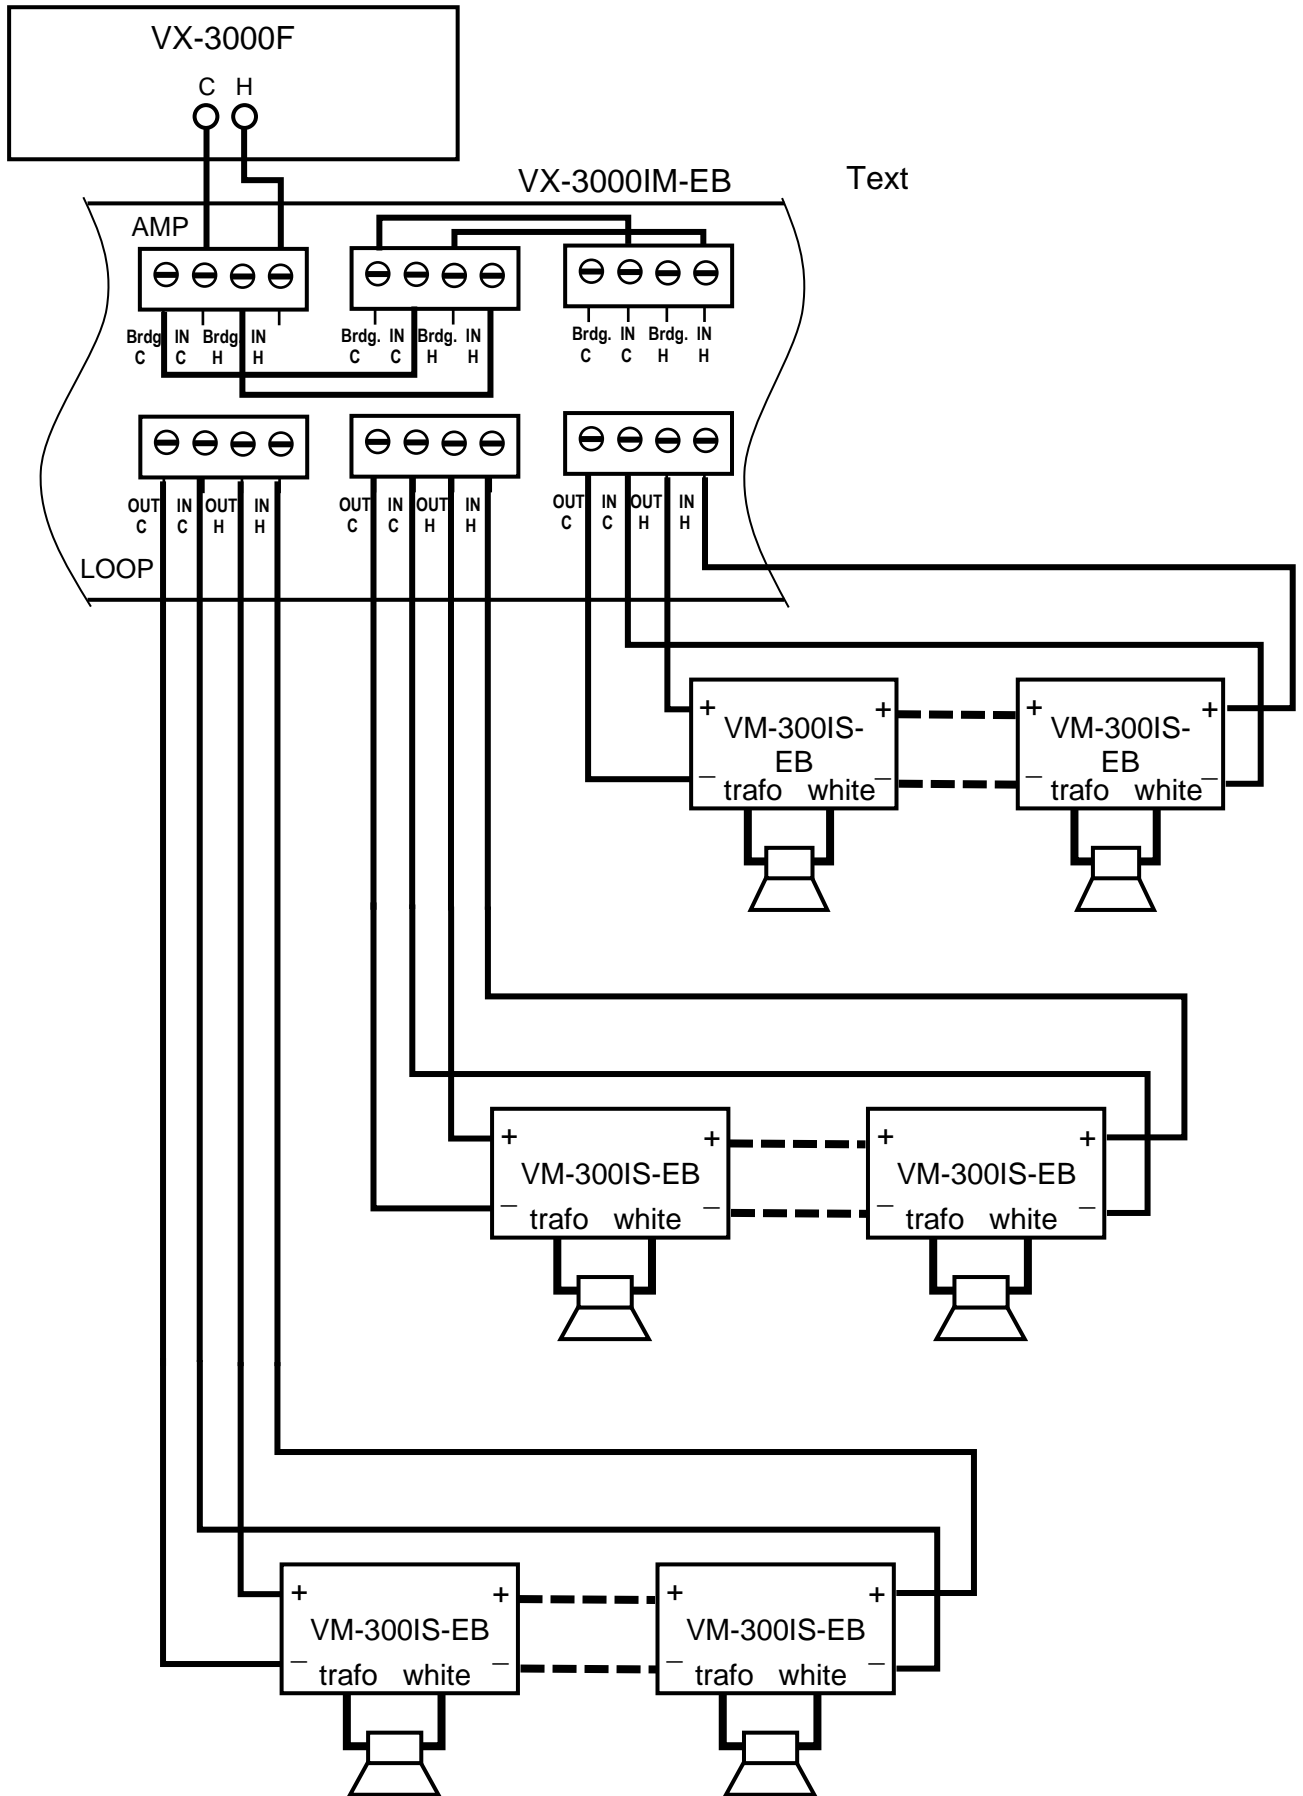 VX-3000F
C H
VX-3000IM-EB
Text
AMP
Brdg IN Brdg. IN
C C H H
Brdg. IN Brdg. IN
C C H H
Brdg. IN Brdg. IN
C C H H
OUT IN OUT IN
C C H H
OUT IN OUT IN
C C H H
OUT IN OUT IN
C C H H
LOOP
+ +
VM-300IS-
EB
– –
trafo white
+ +
VM-300IS-
EB
– –
trafo white
+ +
VM-300IS-EB
– –
trafo white
+ +
VM-300IS-EB
– –
trafo white
+ +
VM-300IS-EB
– –
trafo white
+ +
VM-300IS-EB
– –
trafo white